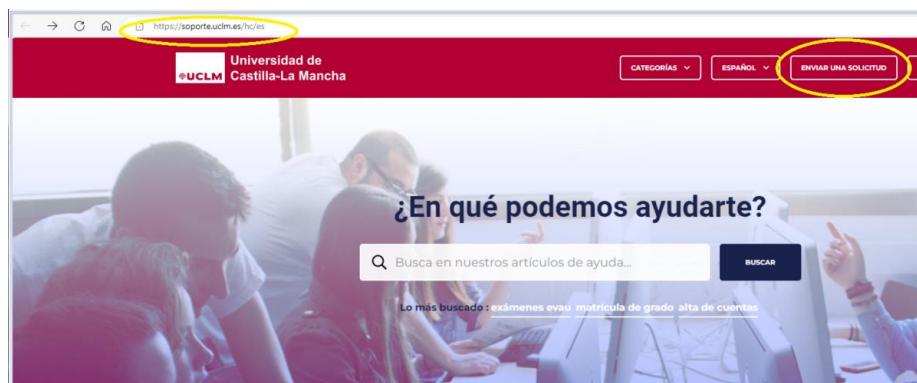 https://soporte.uclm.es/hc/es
UCLM
Universidad de
Castilla-La Mancha
CATEGORÍAS
ESPAÑOL
ENVIAR UNA SOLICITUD
¿En qué podemos ayudarte?
Busca en nuestros artículos de ayuda...
BUSCAR
Lo más buscado : exámenes evau matrícula de grado alta de cuentas